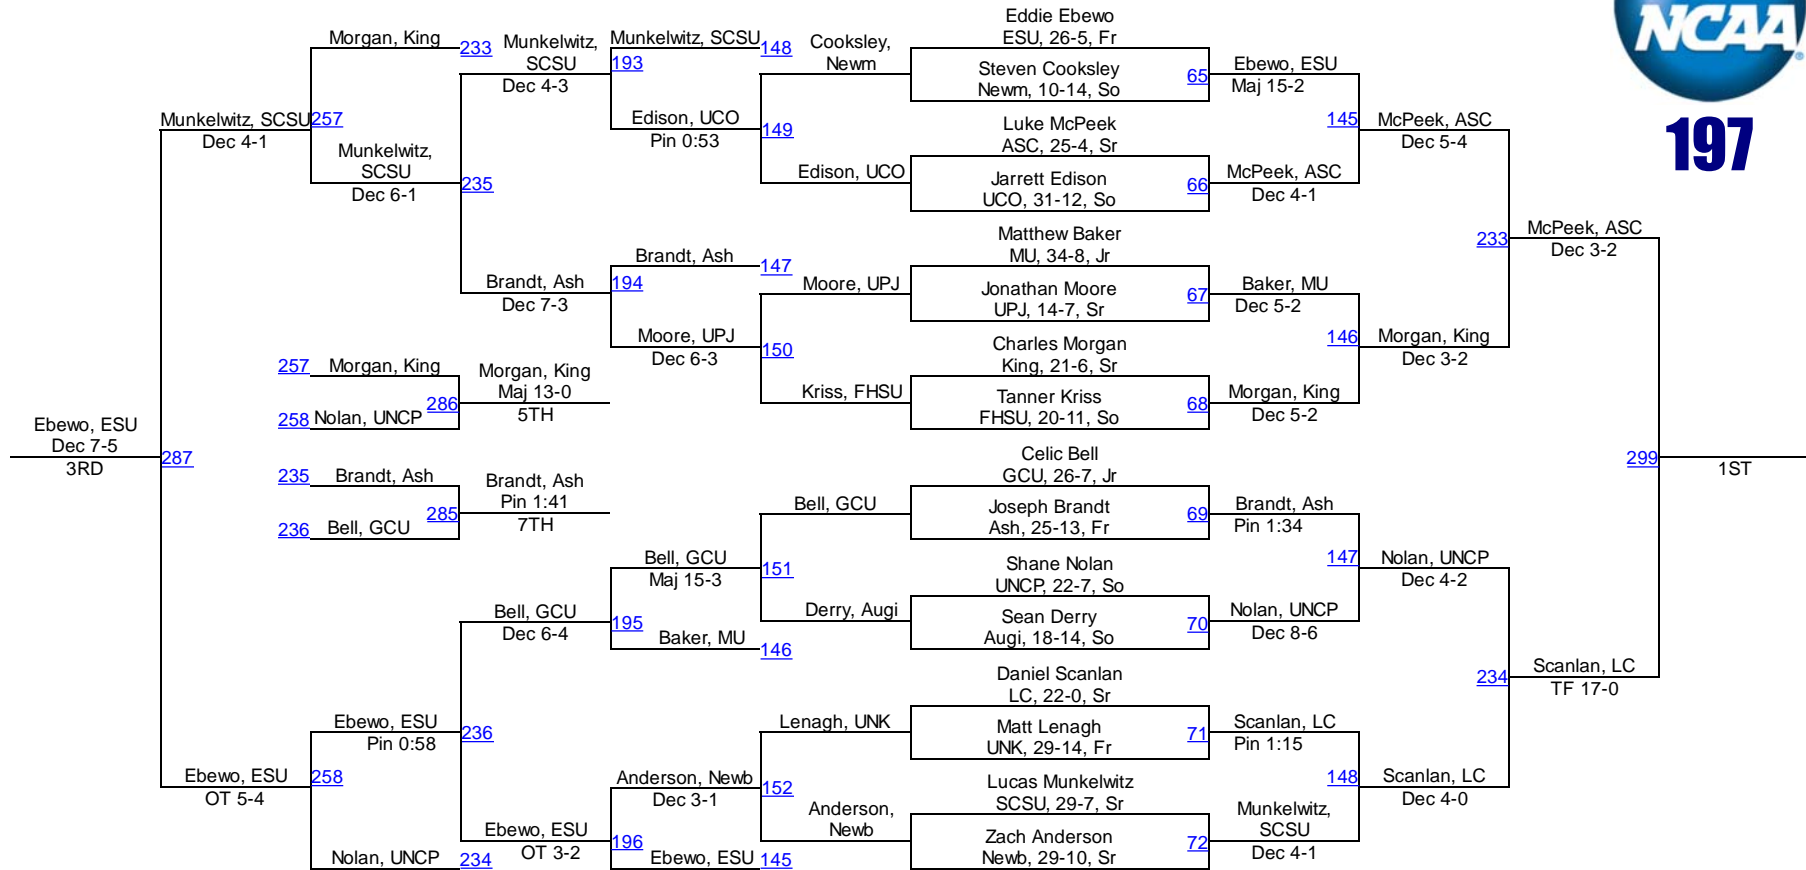 NCAA
197
Eddie Ebewo
ESU, 26-5, Fr
Steven Cooksley
Newm, 10-14, So
65
Luke McPeek
ASC, 25-4, Sr
Jarrett Edison
UCO, 31-12, So
66
Matthew Baker
MU, 34-8, Jr
Jonathan Moore
UPJ, 14-7, Sr
67
Charles Morgan
King, 21-6, Sr
Tanner Kriss
FHSU, 20-11, So
68
Celic Bell
GCU, 26-7, Jr
Joseph Brandt
Ash, 25-13, Fr
69
Shane Nolan
UNCP, 22-7, So
Sean Derry
Augi, 18-14, So
70
Daniel Scanlan
LC, 22-0, Sr
Matt Lenagh
UNK, 29-14, Fr
71
Lucas Munkelwitz
SCSU, 29-7, Sr
Zach Anderson
Newb, 29-10, Sr
72
Ebewo, ESU
Maj 15-2
145
McPeek, ASC
Dec 4-1
Baker, MU
Dec 5-2
146
Morgan, King
Dec 5-2
Brandt, Ash
Pin 1:34
147
Nolan, UNCP
Dec 8-6
Scanlan, LC
Pin 1:15
148
Munkelwitz,
SCSU
Dec 4-1
McPeek, ASC
Dec 5-4
233
Morgan, King
Dec 3-2
Nolan, UNCP
Dec 4-2
234
Scanlan, LC
Dec 4-0
McPeek, ASC
Dec 3-2
299
Scanlan, LC
TF 17-0
1ST
Cooksley,
Newm
149
Edison, UCO
Moore, UPJ
150
Kriss, FHSU
Bell, GCU
151
Derry, Augi
Lenagh, UNK
152
Anderson,
Newb
Munkelwitz, SCSU
148
193
Edison, UCO
Pin 0:53
Brandt, Ash
147
194
Moore, UPJ
Dec 6-3
Bell, GCU
Maj 15-3
195
Baker, MU
146
Anderson, Newb
Dec 3-1
196
Ebewo, ESU
145
Munkelwitz,
SCSU
Dec 4-3
235
Brandt, Ash
Dec 7-3
Bell, GCU
Dec 6-4
236
Ebewo, ESU
OT 3-2
Morgan, King
233
257
Munkelwitz,
SCSU
Dec 6-1
Ebewo, ESU
Pin 0:58
258
Nolan, UNCP
234
Munkelwitz, SCSU
Dec 4-1
287
Ebewo, ESU
OT 5-4
Ebewo, ESU
Dec 7-5
3RD
257
Morgan, King
286
258
Nolan, UNCP
Morgan, King
Maj 13-0
5TH
235
Brandt, Ash
285
236
Bell, GCU
Brandt, Ash
Pin 1:41
7TH